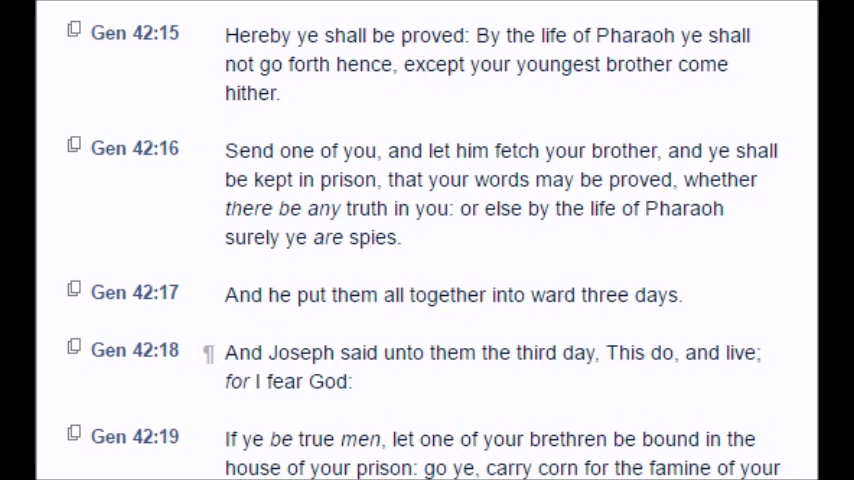 Gen 42:15 Hereby ye shall be proved: By the life of Pharaoh ye shall
not go forth hence, except your youngest brother come
hither.
Gen 42:16 Send one of you, and let him fetch your brother, and ye shall
be kept in prison, that your words may be proved, whether
there be any truth in you: or else by the life of Pharaoh
surely ye are spies.
Gen 42:17 And he put them all together into ward three days.
Gen 42:18 ¶ And Joseph said unto them the third day, This do, and live;
for I fear God:
Gen 42:19 If ye be true men, let one of your brethren be bound in the
house of your prison: go ye, carry corn for the famine of your